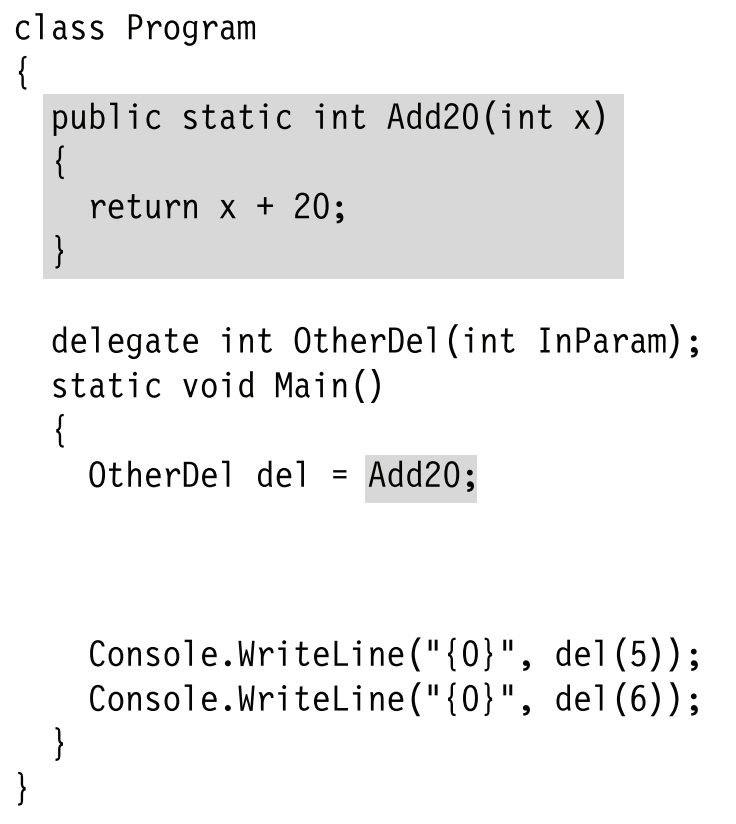 class Program
{
public static int Add20(int x)
{
return x + 20;
}
delegate int OtherDel(int InParam);
static void Main()
{
OtherDel del = Add20;
Console.WriteLine("{0}", del(5));
Console.WriteLine("{0}", del(6));
}
}